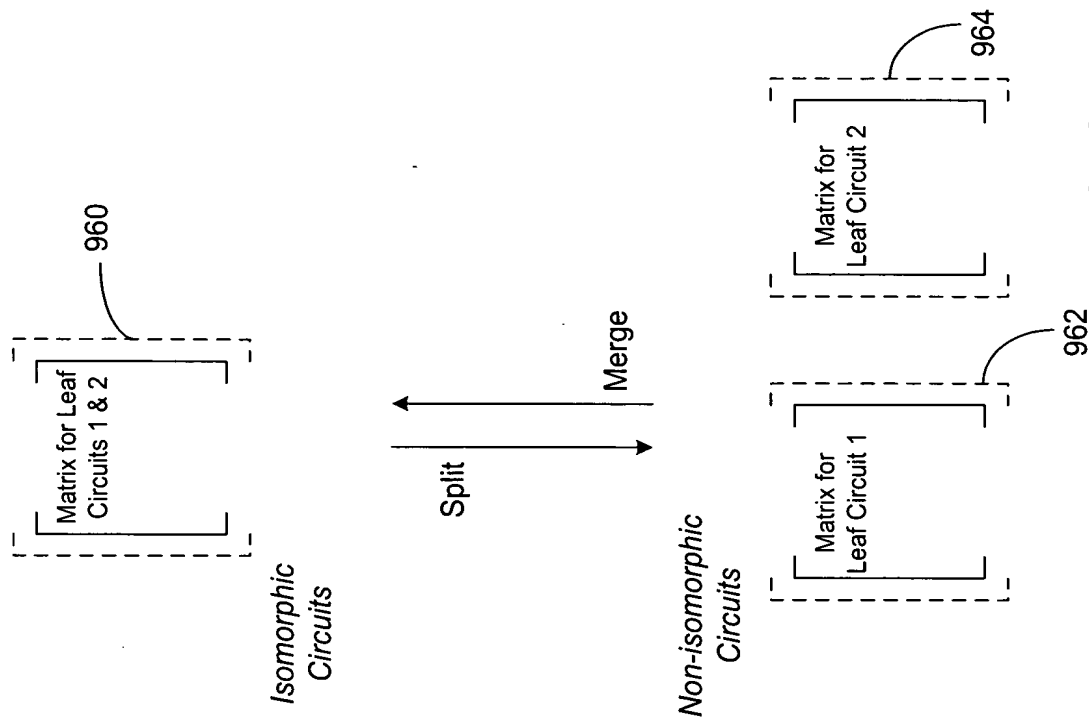 960
Matrix for Leaf
Circuits 1 & 2
Isomorphic
Circuits
Split
Merge
Non-isomorphic
Circuits
Matrix for
Leaf Circuit 1
962
Matrix for
Leaf Circuit 2
964